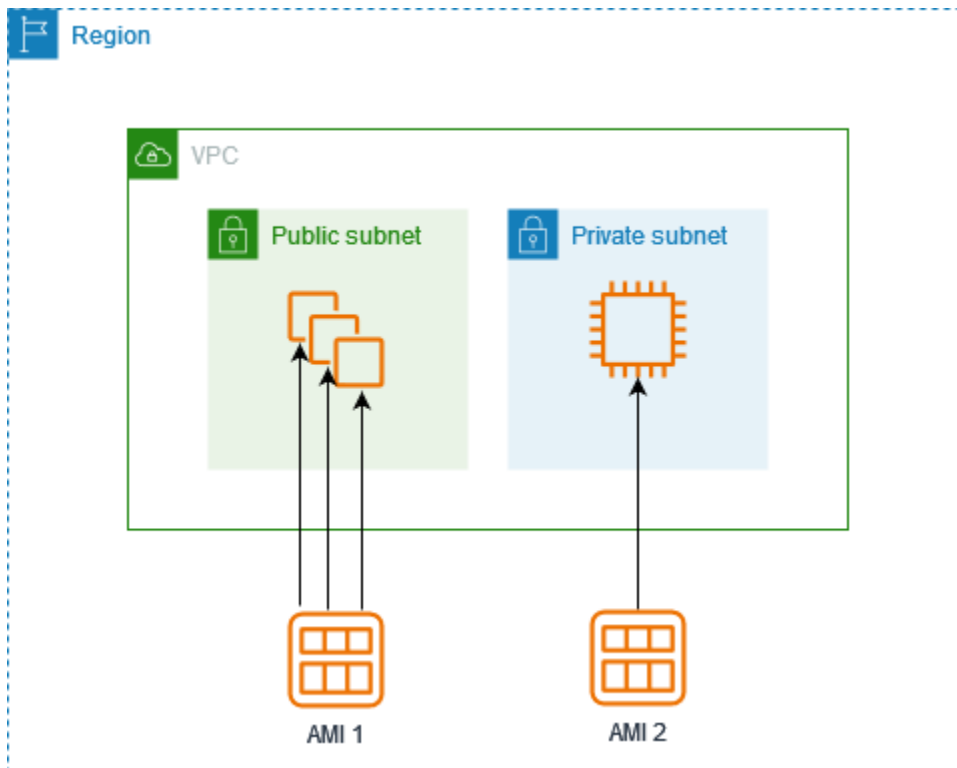 Region
VPC
Public subnet
Private subnet
AMI 1
AMI 2